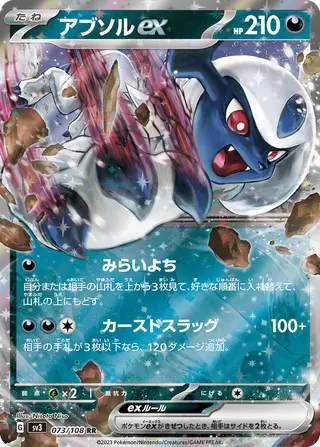 たね
アブソルex
HP 210
みらいよち
自分または相手の山札を上から3枚見て、好きな順番に入れ替えて、
山札の上にもどす。
カースドスラッグ 100+
相手の手札が3枚以下なら、120ダメージ追加。
弱点 ×2 抵抗力 にげる
Illus. Nisota Niso
exルール
ポケモンexがきぜつしたとき、相手はサイドを2枚とる。
G sv3 073/108 RR
©2023 Pokémon/Nintendo/Creatures/GAME FREAK.